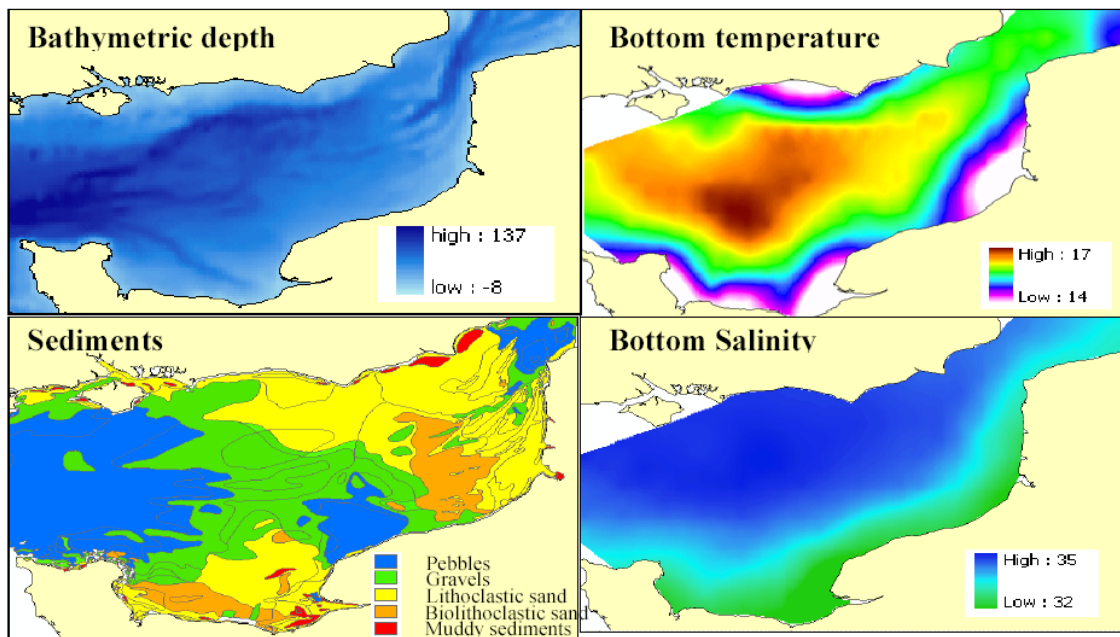 Bathymetric depth
high : 137
low : -8
Bottom temperature
High : 17
Low : 14
Sediments
Pebbles
Gravels
Lithoclastic sand
Biolithoclastic sand
Muddy sediments
Bottom Salinity
High : 35
Low : 32